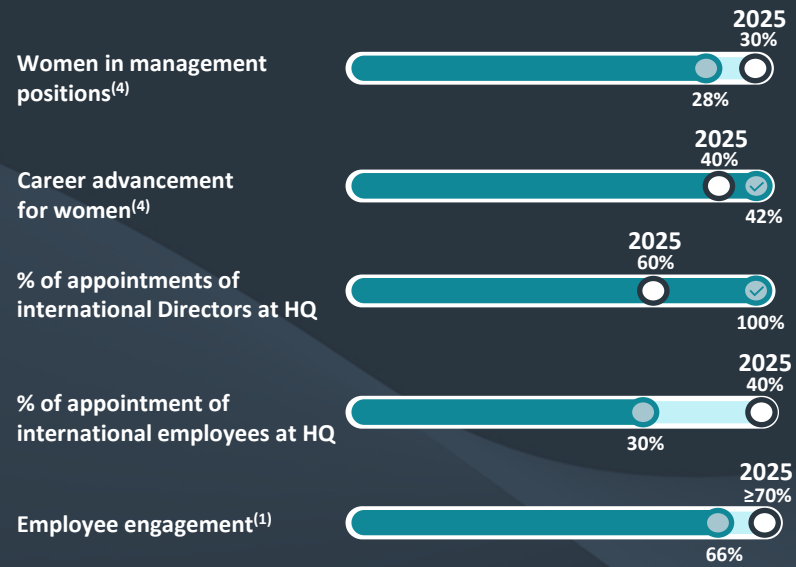 2025
30%
Women in management
positions(4)
28%
2025
40%
Career advancement
for women(4)
42%
2025
60%
% of appointments of
international Directors at HQ
100%
2025
40%
% of appointment of
international employees at HQ
30%
2025
≥70%
Employee engagement(1)
66%